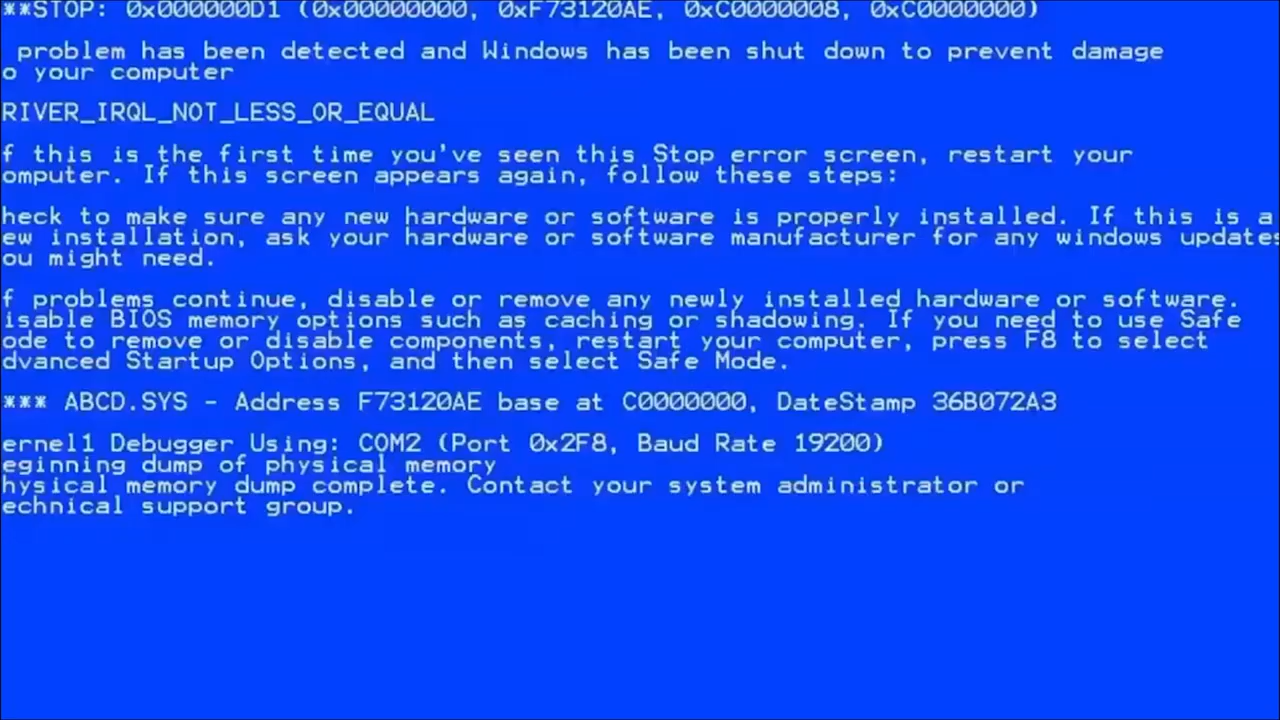 **STOP: 0x000000D1 (0x00000000, 0xF73120AE, 0xC0000008, 0xC0000000)
problem has been detected and Windows has been shut down to prevent damage
o your computer
RIVER_IRQL_NOT_LESS_OR_EQUAL
f this is the first time you've seen this Stop error screen, restart your
omputer. If this screen appears again, follow these steps:
heck to make sure any new hardware or software is properly installed. If this is a
ew installation, ask your hardware or software manufacturer for any windows updates
ou might need.
f problems continue, disable or remove any newly installed hardware or software.
isable BIOS memory options such as caching or shadowing. If you need to use Safe
ode to remove or disable components, restart your computer, press F8 to select
dvanced Startup Options, and then select Safe Mode.
*** ABCD.SYS - Address F73120AE base at C0000000, DateStamp 36B072A3
ernel1 Debugger Using: COM2 (Port 0x2F8, Baud Rate 19200)
eginning dump of physical memory
hysical memory dump complete. Contact your system administrator or
echnical support group.